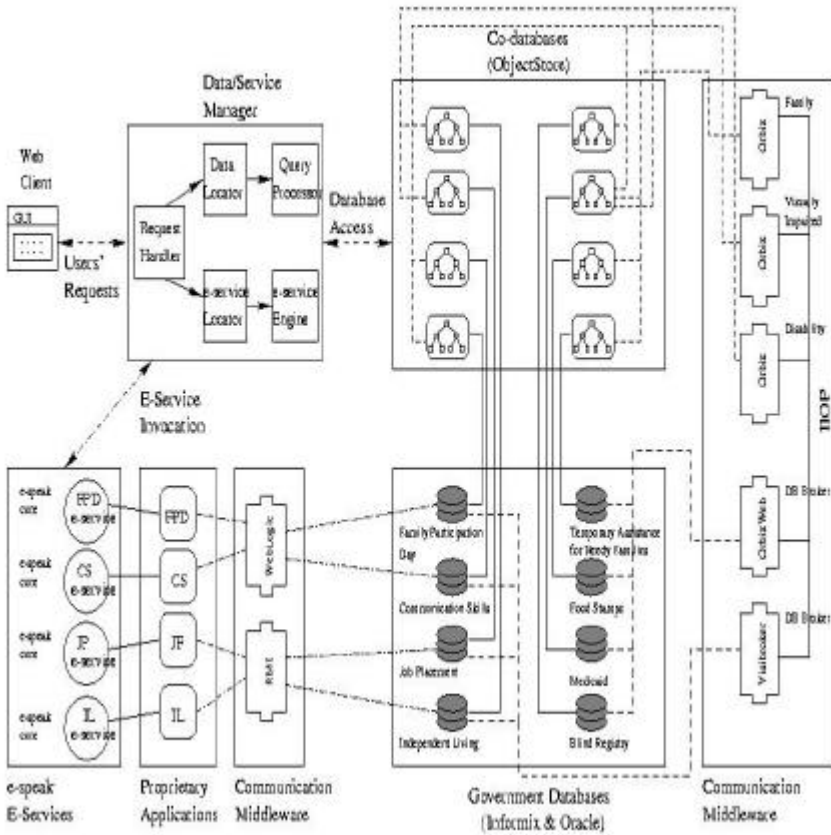 Co-databases
(ObjectStore)
Data/Service
Manager
Web
Client
GUI
Users'
Requests
Request
Handler
Data
Locator
Query
Processor
e-service
Locator
e-service
Engine
Database
Access
E-Service
Invocation
Family
Orbix
Visually
Impaired
Orbix
Disability
Orbix
IIOP
DB Brokers
OrbixWeb
DB Brokers
Visibroker
e-speak
core
FPD
e-service
e-speak
core
CS
e-service
e-speak
core
JP
e-service
e-speak
core
IL
e-service
FPD
CS
JP
IL
WebLogic
RMI
Faculty Participation
Day
Communication Skills
Job Placement
Independent Living
Temporary Assistance
for Needy Families
Food Stamps
Medicaid
Blind Registry
e-speak
E-Services
Proprietary
Applications
Communication
Middleware
Government Databases
(Informix & Oracle)
Communication
Middleware